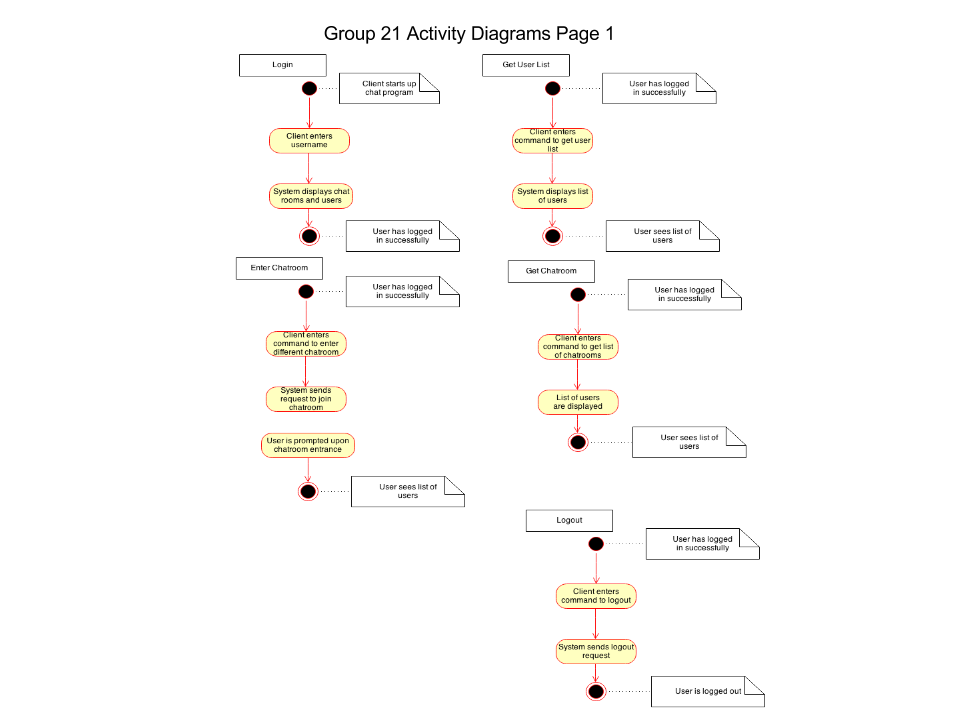 Group 21 Activity Diagrams Page 1
Login
Client starts up
chat program
Client enters
username
System displays chat
rooms and users
User has logged
in successfully
Get User List
User has logged
in successfully
Client enters
command to get user
list
System displays list
of users
User sees list of
users
Enter Chatroom
User has logged
in successfully
Client enters
command to enter
different chatroom
System sends
request to join
chatroom
User is prompted upon
chatroom entrance
User sees list of
users
Get Chatroom
User has logged
in successfully
Client enters
command to get list
of chatrooms
List of users
are displayed
User sees list of
users
Logout
User has logged
in successfully
Client enters
command to logout
System sends logout
request
User is logged out